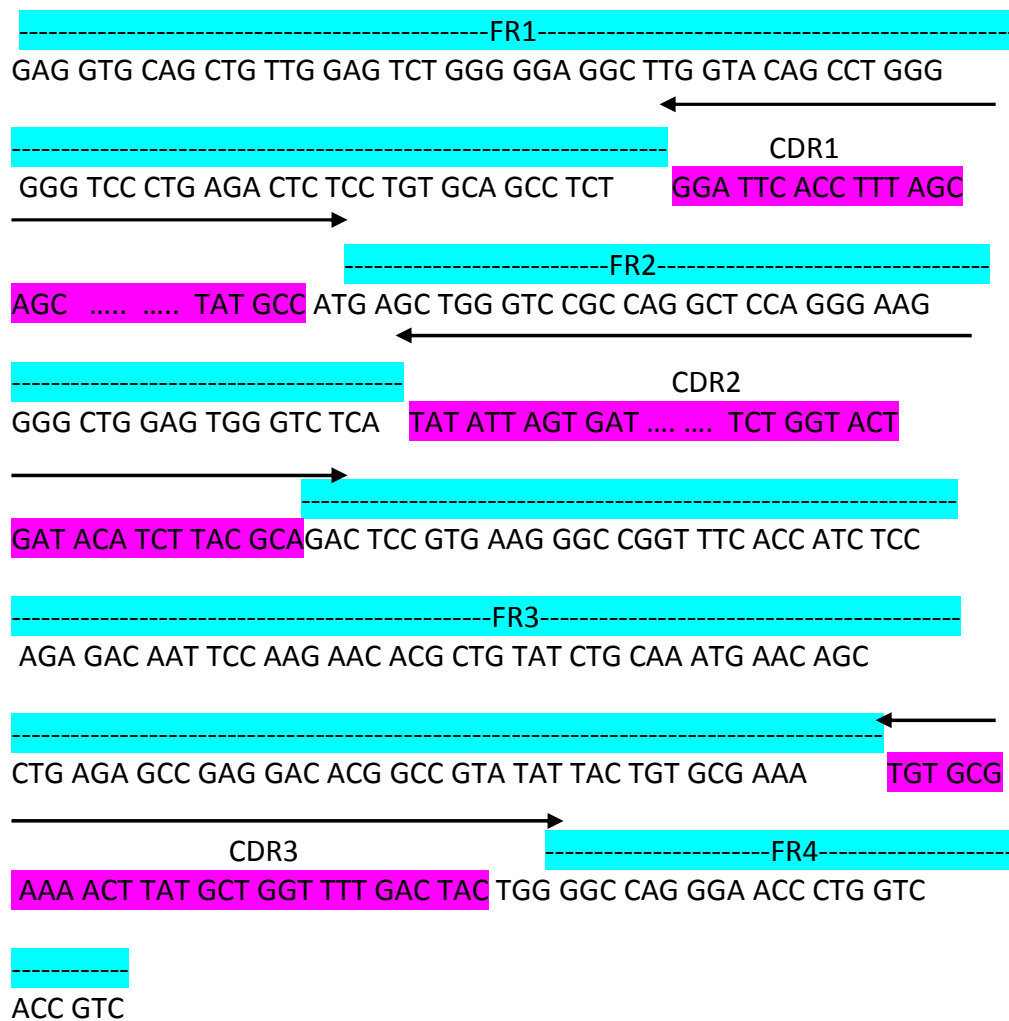 ------------------------------------------------FR1------------------------------------------------
GAG GTG CAG CTG TTG GAG TCT GGG GGA GGC TTG GTA CAG CCT GGG
------------------------------------------------------------------- CDR1
GGG TCC CTG AGA CTC TCC TGT GCA GCC TCT GGA TTC ACC TTT AGC
---------------------------FR2----------------------------------
AGC ..... ..... TAT GCC ATG AGC TGG GTC CGC CAG GCT CCA GGG AAG
---------------------------------------- CDR2
GGG CTG GAG TGG GTC TCA TAT ATT AGT GAT .... .... TCT GGT ACT
-------------------------------------------------------------------
GAT ACA TCT TAC GCAGAC TCC GTG AAG GGC CGGT TTC ACC ATC TCC
-------------------------------------------------FR3-------------------------------------------
AGA GAC AAT TCC AAG AAC ACG CTG TAT CTG CAA ATG AAC AGC
-----------------------------------------------------------------------------------------
CTG AGA GCC GAG GAC ACG GCC GTA TAT TAC TGT GCG AAA TGT GCG
CDR3 -----------------------FR4--------------------
AAA ACT TAT GCT GGT TTT GAC TAC TGG GGC CAG GGA ACC CTG GTC
------------
ACC GTC